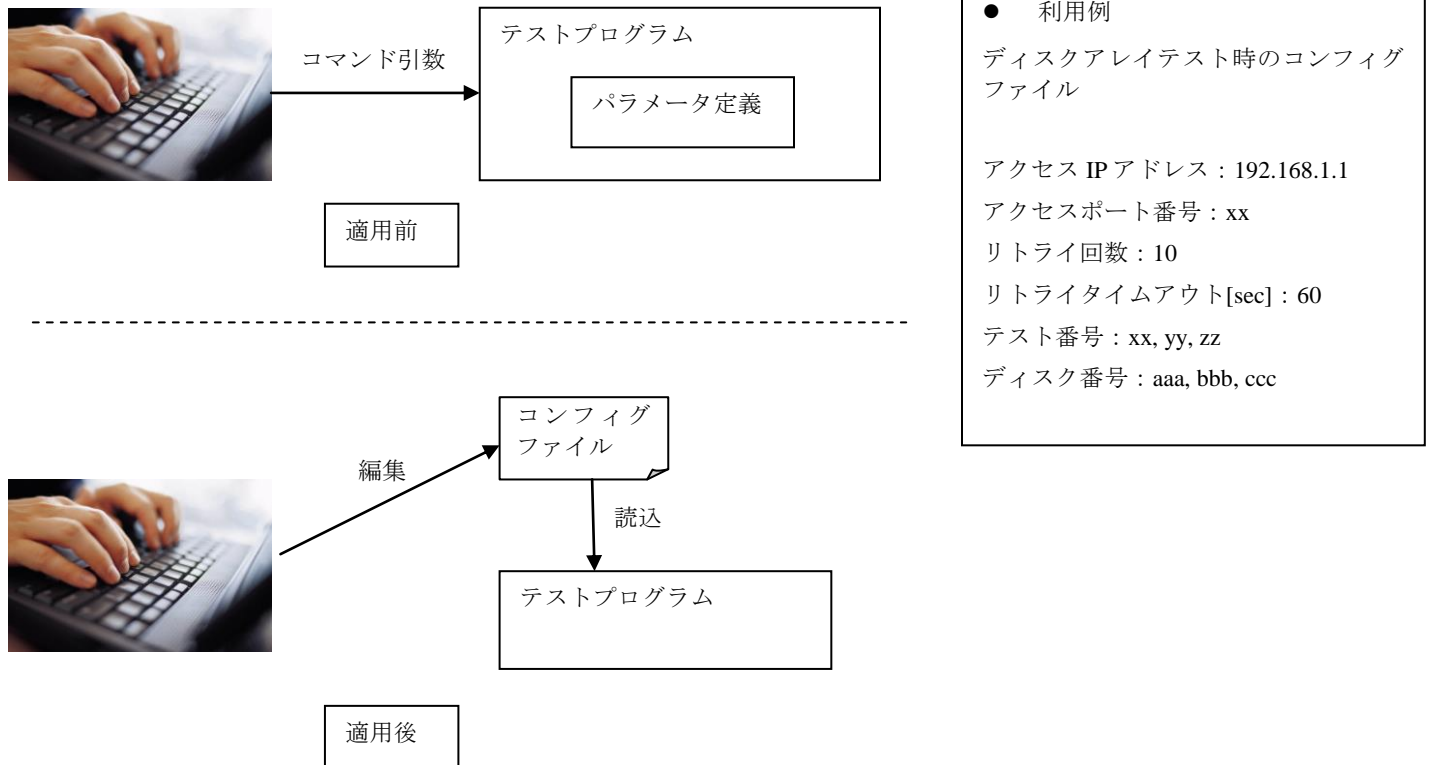 コマンド引数
テストプログラム
パラメータ定義
適用前
編集
コンフィグ
ファイル
読込
テストプログラム
適用後
● 利用例
ディスクアレイテスト時のコンフィグ
ファイル
アクセス IP アドレス：192.168.1.1
アクセスポート番号：xx
リトライ回数：10
リトライタイムアウト[sec]：60
テスト番号：xx, yy, zz
ディスク番号：aaa, bbb, ccc